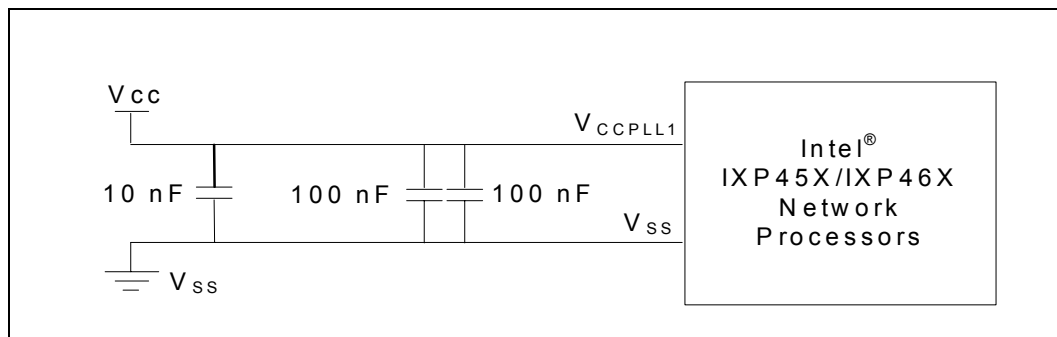 Vcc
VCCPLL1
10 nF
100 nF
100 nF
VSS
VSS
Intel®
IXP45X/IXP46X
Network
Processors